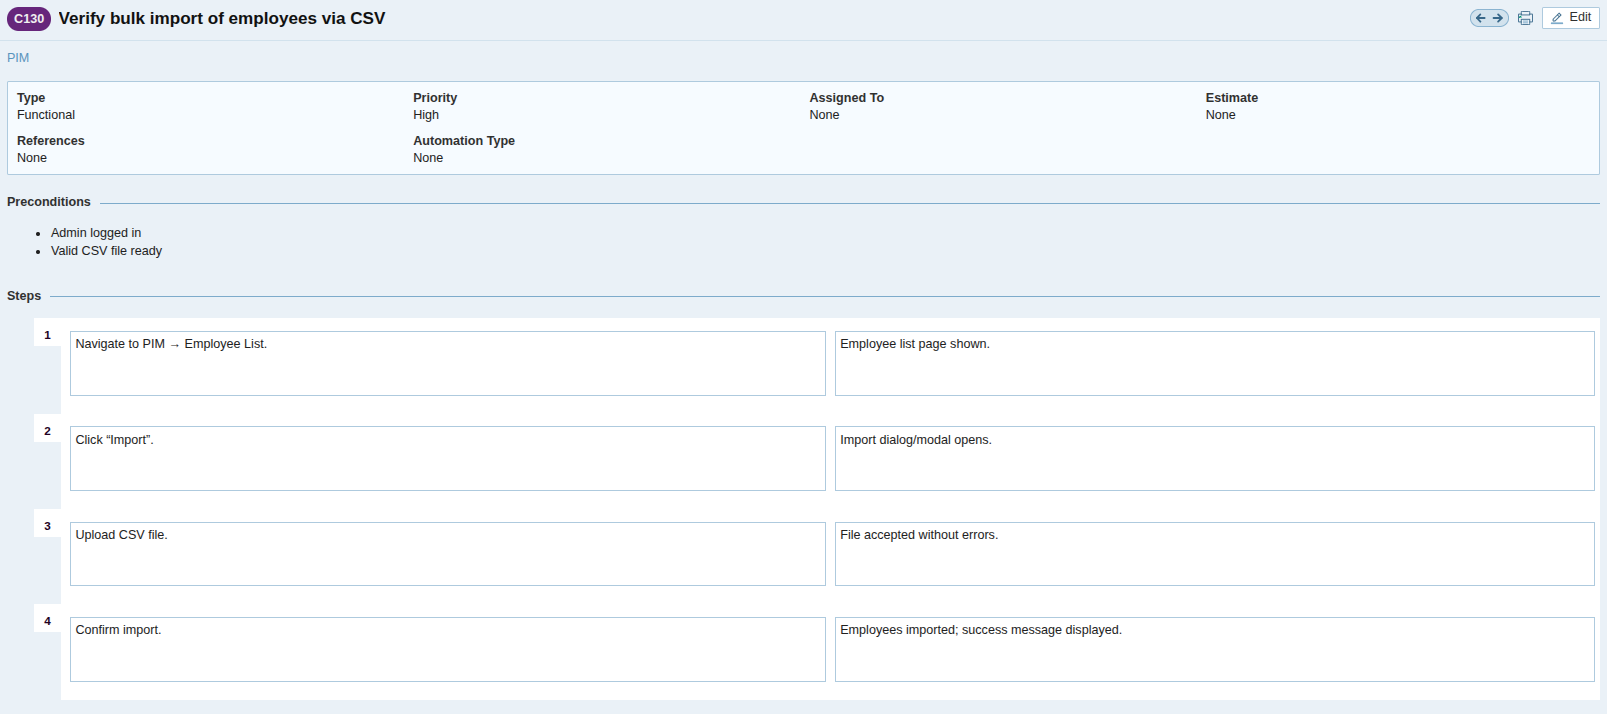 C130 Verify bulk import of employees via CSV
Edit
PIM
Type Priority Assigned To Estimate
Functional High None None
References Automation Type
None None
Preconditions
• Admin logged in
• Valid CSV file ready
Steps
1 Navigate to PIM → Employee List. Employee list page shown.
2 Click “Import”. Import dialog/modal opens.
3 Upload CSV file. File accepted without errors.
4 Confirm import. Employees imported; success message displayed.